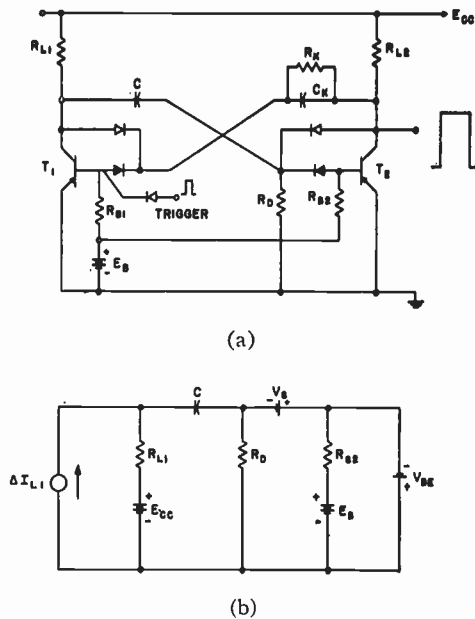 E_CC
R_L1
R_K
R_L2
C
C_K
T_1
T_2
R_B1
TRIGGER
R_D
R_B2
+
E_B
-
(a)
C
- V_B +
ΔI_L1
R_L1
R_D
R_B2
-
V_BE
+
+
E_CC
-
+
E_B
(b)